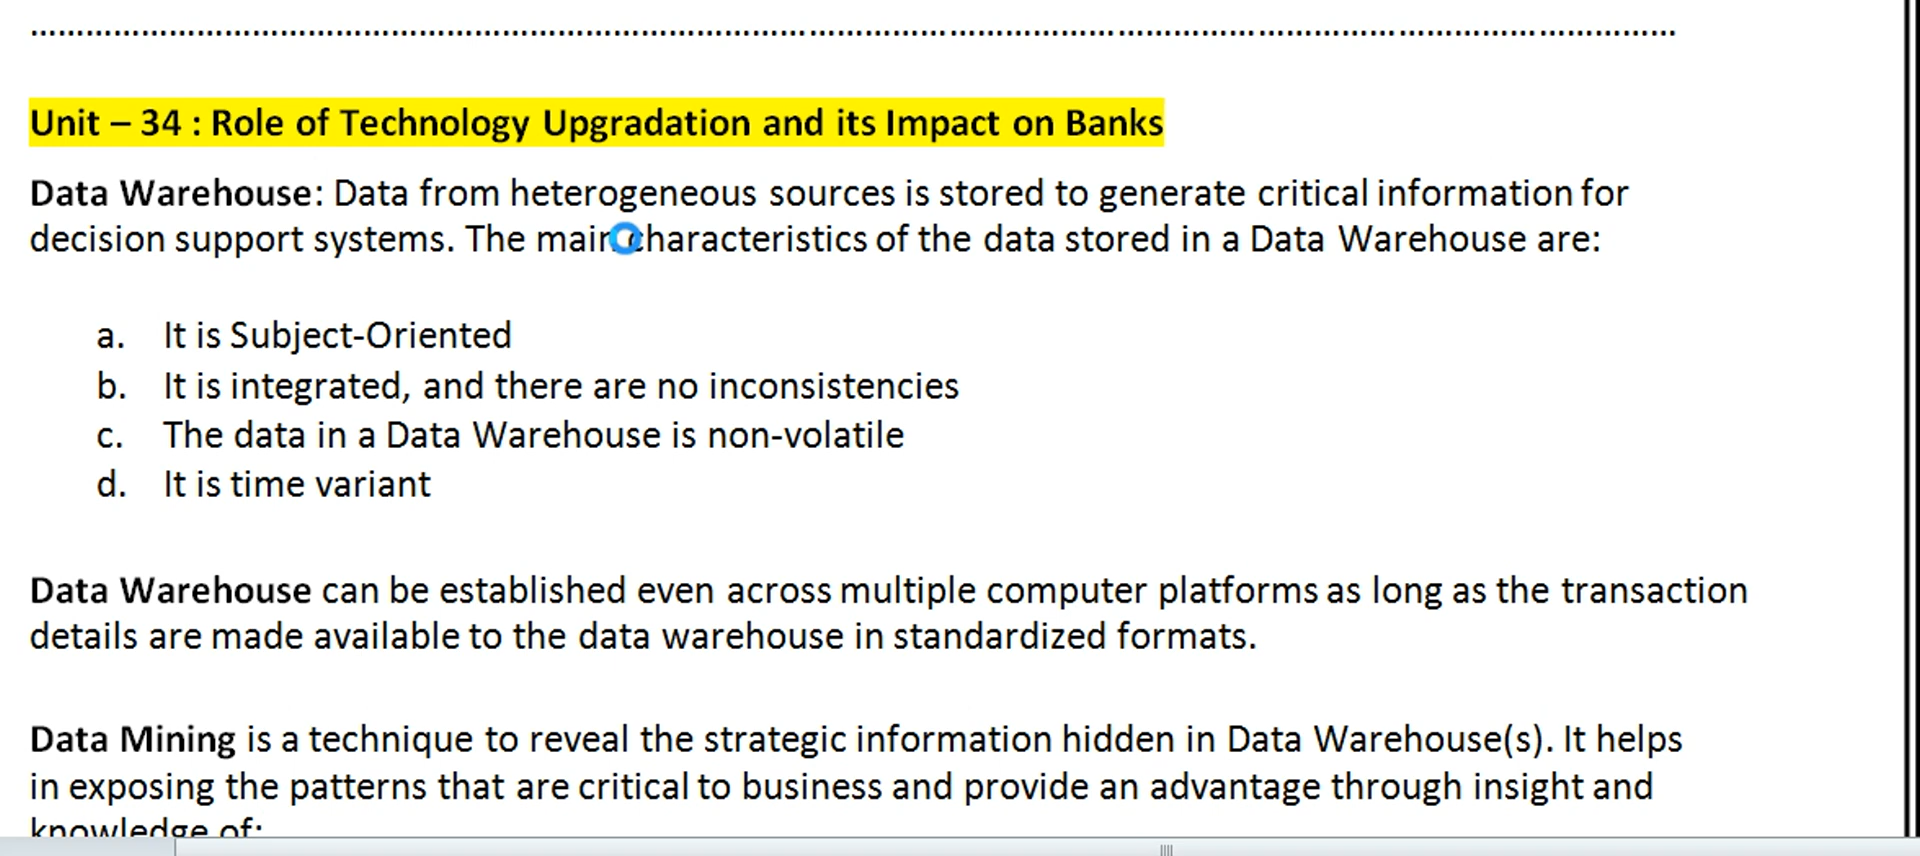 Unit – 34 : Role of Technology Upgradation and its Impact on Banks
Data Warehouse: Data from heterogeneous sources is stored to generate critical information for
decision support systems. The main characteristics of the data stored in a Data Warehouse are:
a. It is Subject-Oriented
b. It is integrated, and there are no inconsistencies
c. The data in a Data Warehouse is non-volatile
d. It is time variant
Data Warehouse can be established even across multiple computer platforms as long as the transaction
details are made available to the data warehouse in standardized formats.
Data Mining is a technique to reveal the strategic information hidden in Data Warehouse(s). It helps
in exposing the patterns that are critical to business and provide an advantage through insight and
knowledge of: